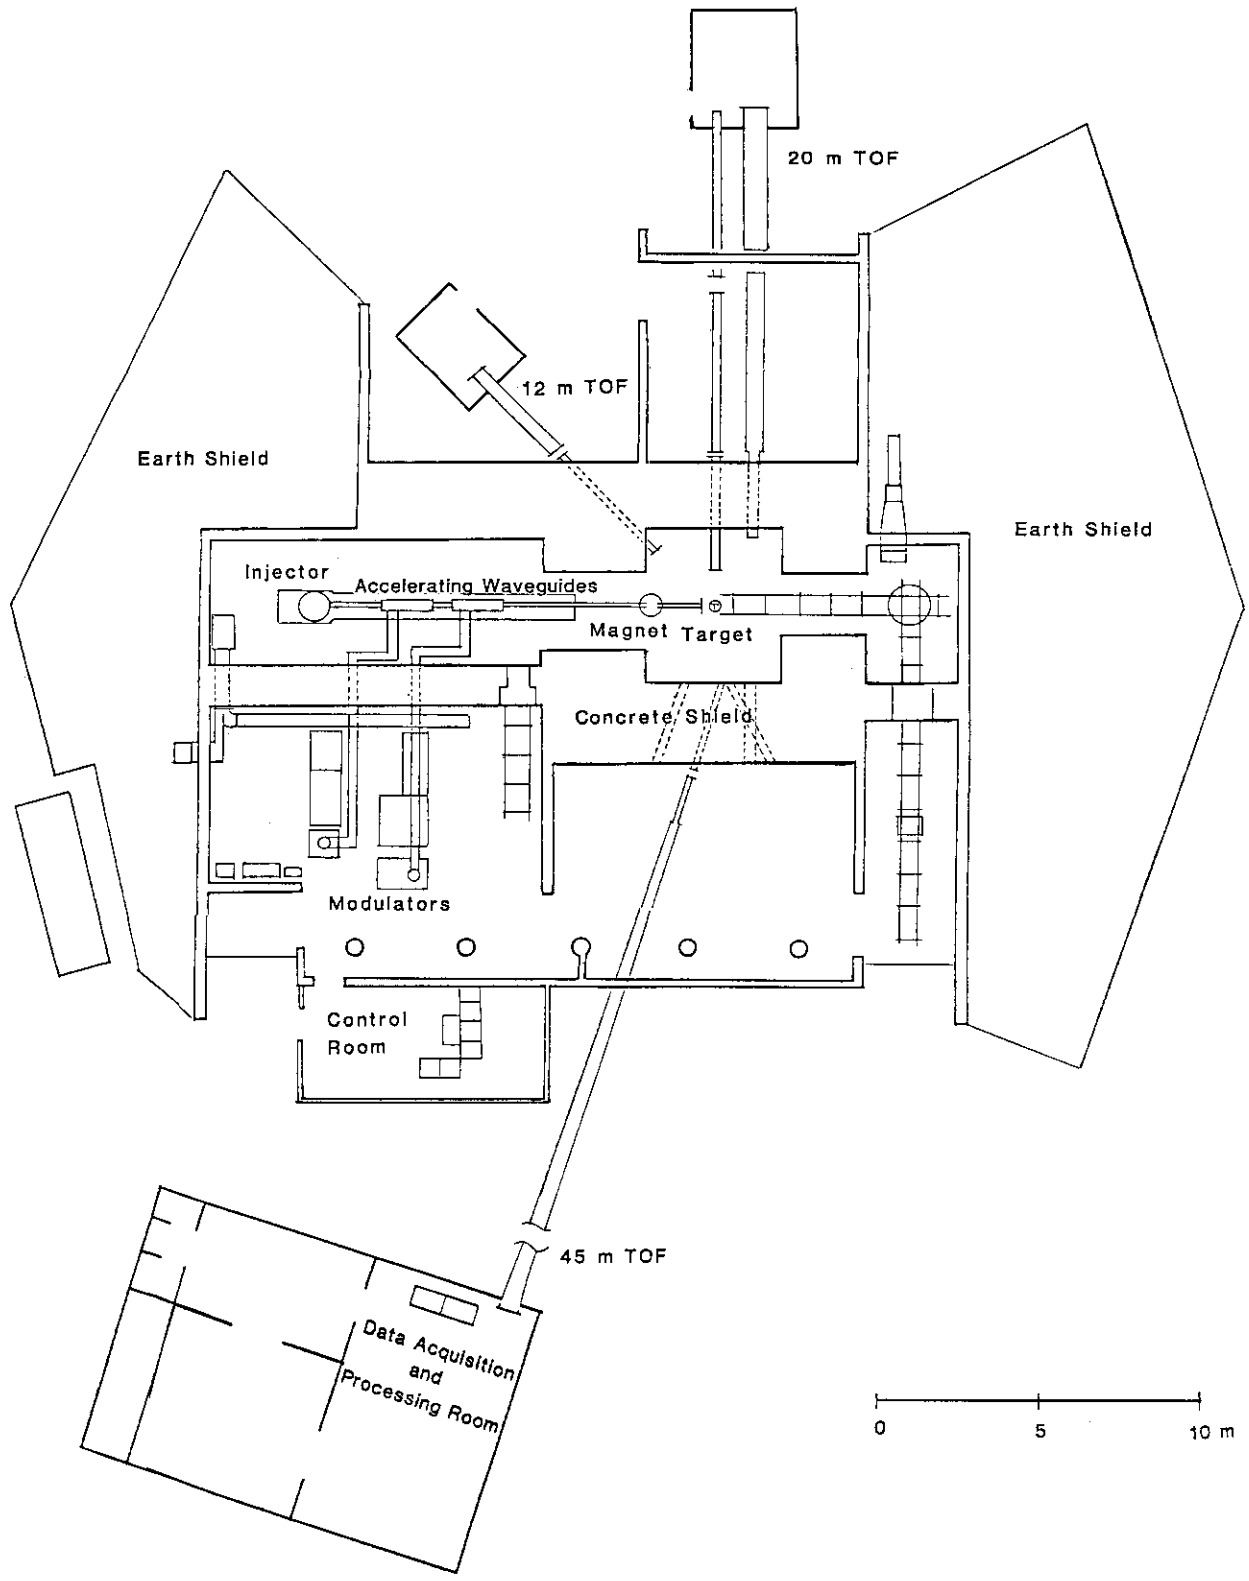 20 m TOF
12 m TOF
Earth Shield
Earth Shield
Injector
Accelerating Waveguides
Magnet
Target
Concrete Shield
Modulators
Control
Room
45 m TOF
Data Acquisition
and
Processing Room
0
5
10 m